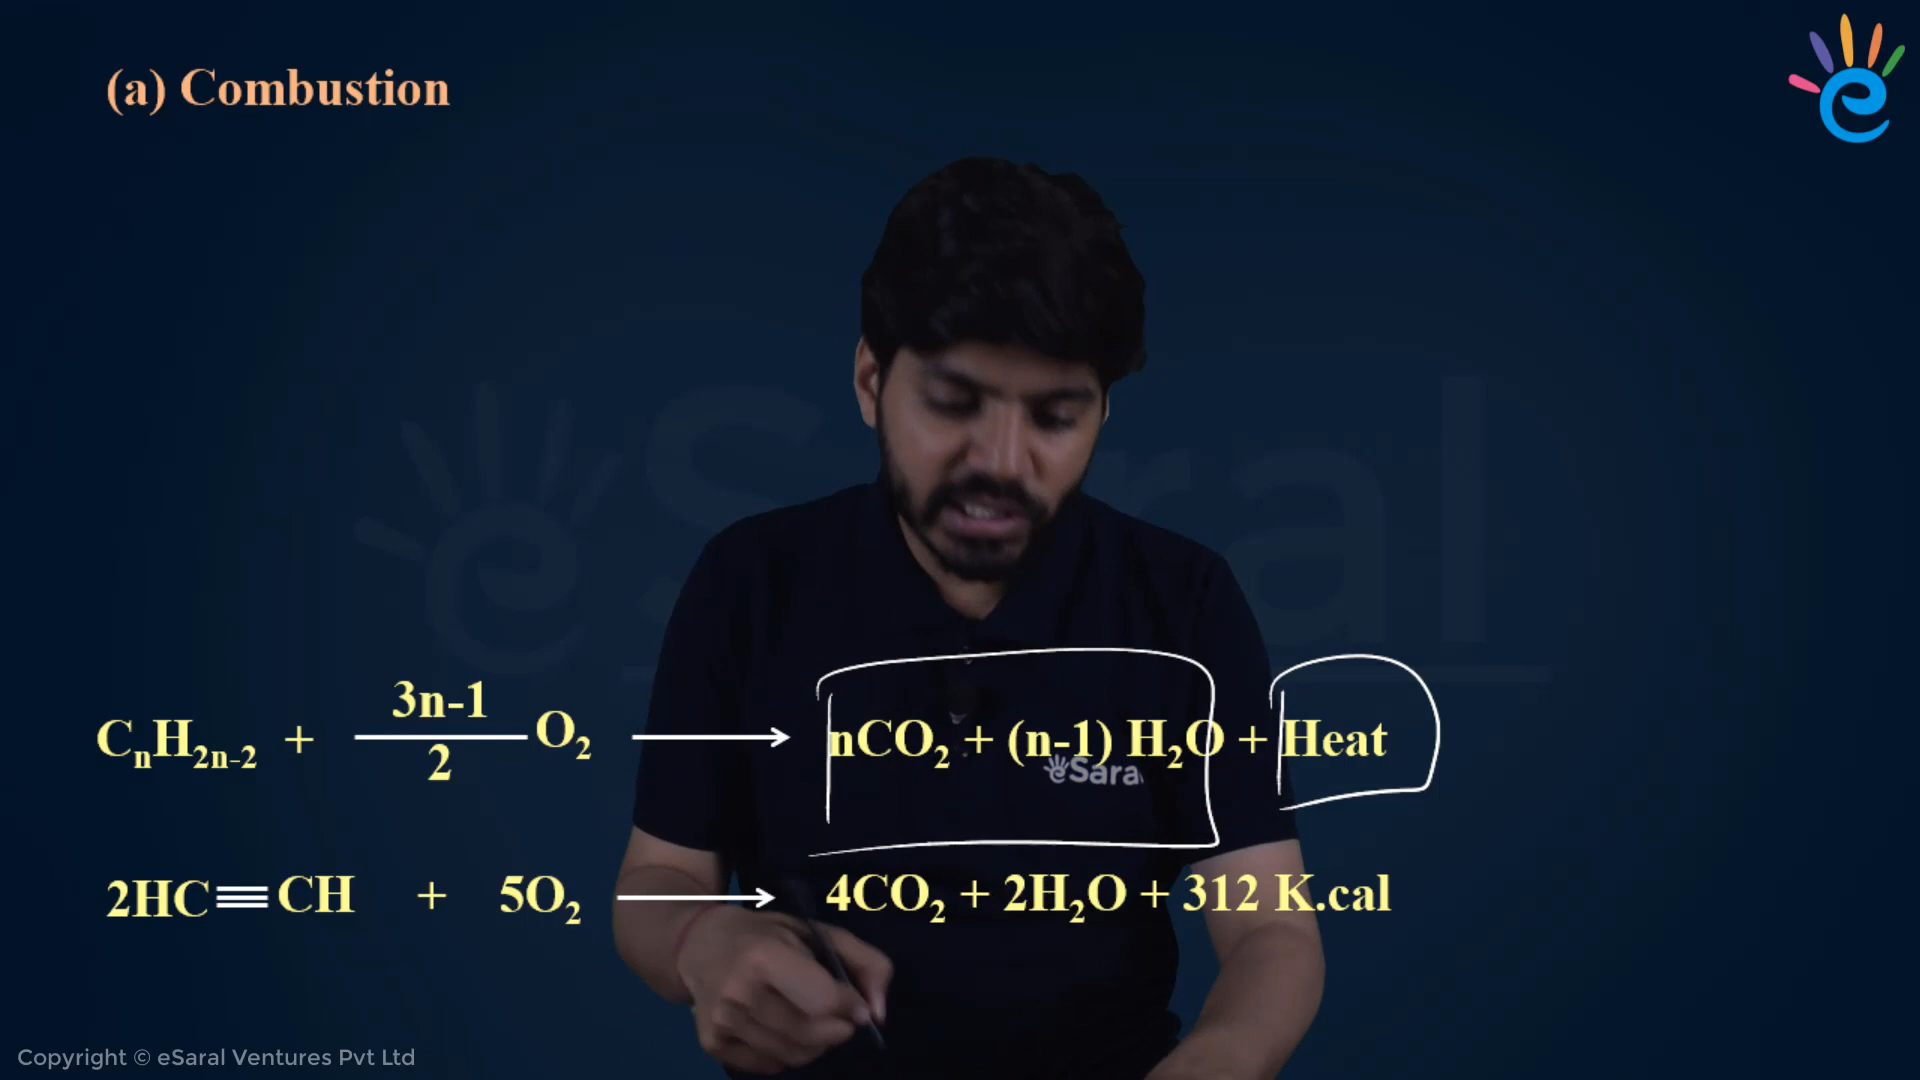 (a) Combustion
CₙH₂ₙ₋₂ + 3n-1/2 O₂ ⟶ nCO₂ + (n-1) H₂O + Heat
eSaral
2HC≡CH + 5O₂ ⟶ 4CO₂ + 2H₂O + 312 K.cal
Copyright © eSaral Ventures Pvt Ltd